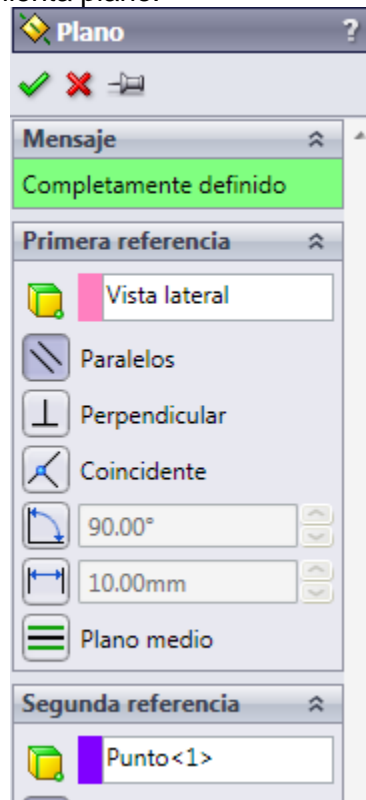 Plano ?
Mensaje
Completamente definido
Primera referencia
Vista lateral
Paralelos
Perpendicular
Coincidente
90.00°
10.00mm
Plano medio
Segunda referencia
Punto<1>